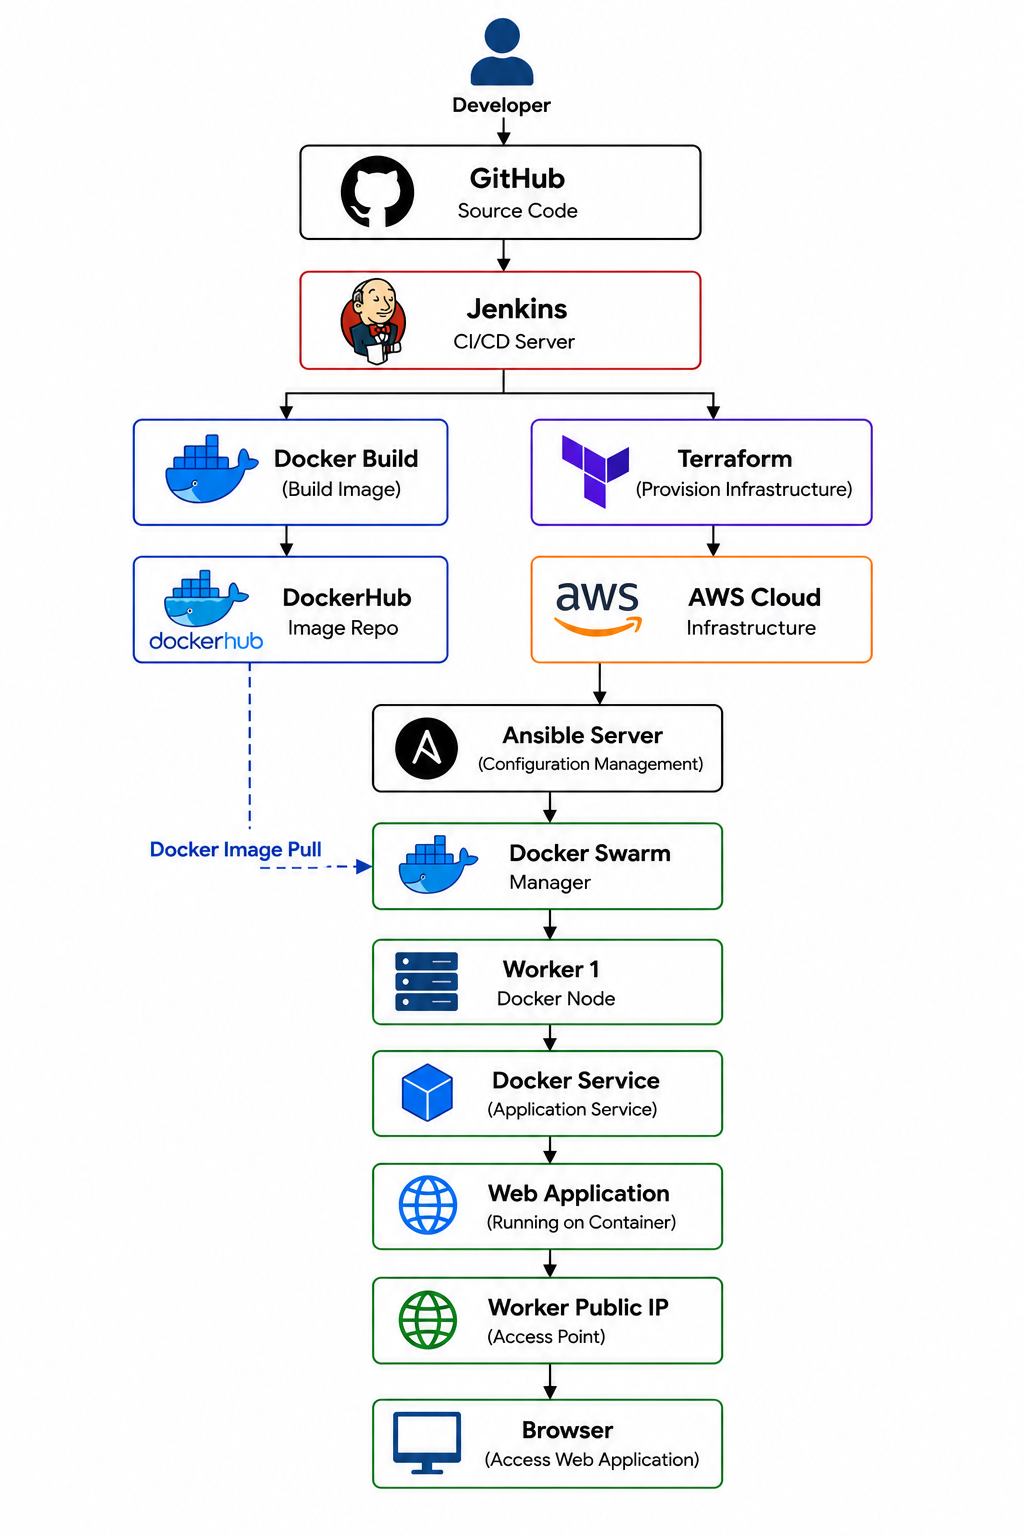 Developer
GitHub
Source Code
Jenkins
CI/CD Server
Docker Build
(Build Image)
Terraform
(Provision Infrastructure)
DockerHub
Image Repo
dockerhub
aws
AWS Cloud
Infrastructure
Ansible Server
(Configuration Management)
Docker Image Pull
Docker Swarm
Manager
Worker 1
Docker Node
Docker Service
(Application Service)
Web Application
(Running on Container)
Worker Public IP
(Access Point)
Browser
(Access Web Application)